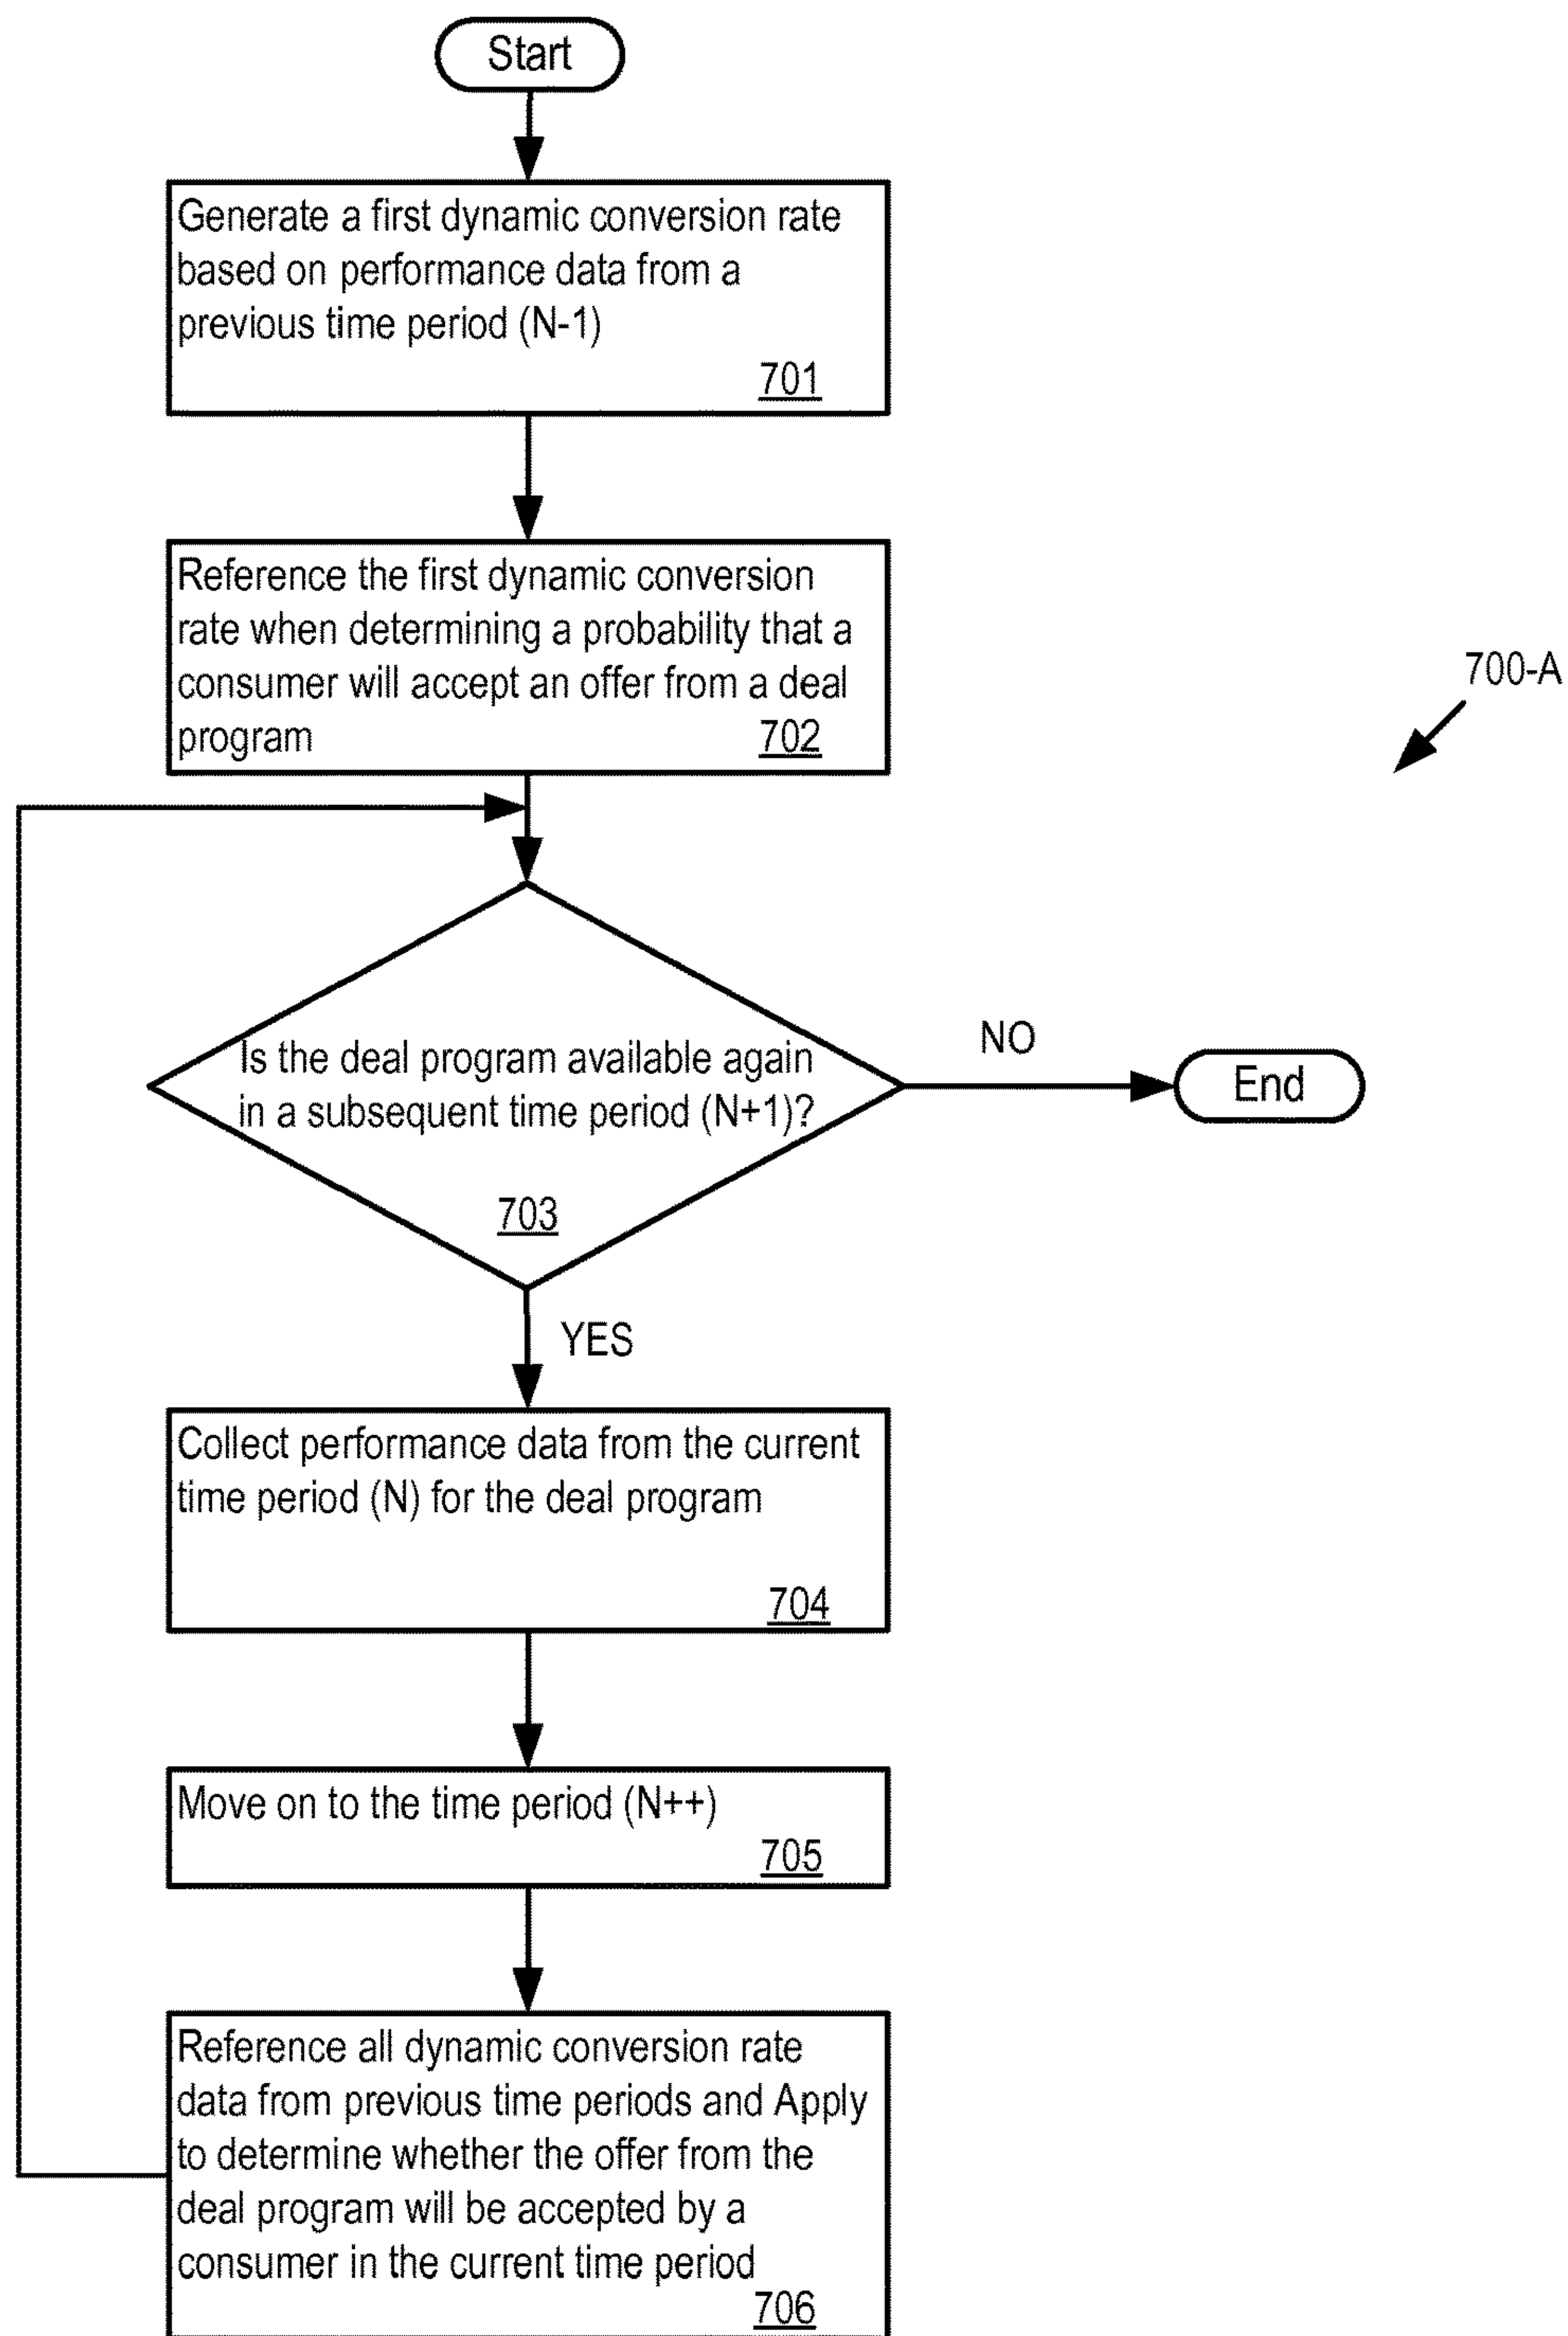 Start
Generate a first dynamic conversion rate
based on performance data from a
previous time period (N-1)
701
Reference the first dynamic conversion
rate when determining a probability that a
consumer will accept an offer from a deal
program
702
700-A
Is the deal program available again
in a subsequent time period (N+1)?
703
NO
End
YES
Collect performance data from the current
time period (N) for the deal program
704
Move on to the time period (N++)
705
Reference all dynamic conversion rate
data from previous time periods and Apply
to determine whether the offer from the
deal program will be accepted by a
consumer in the current time period
706